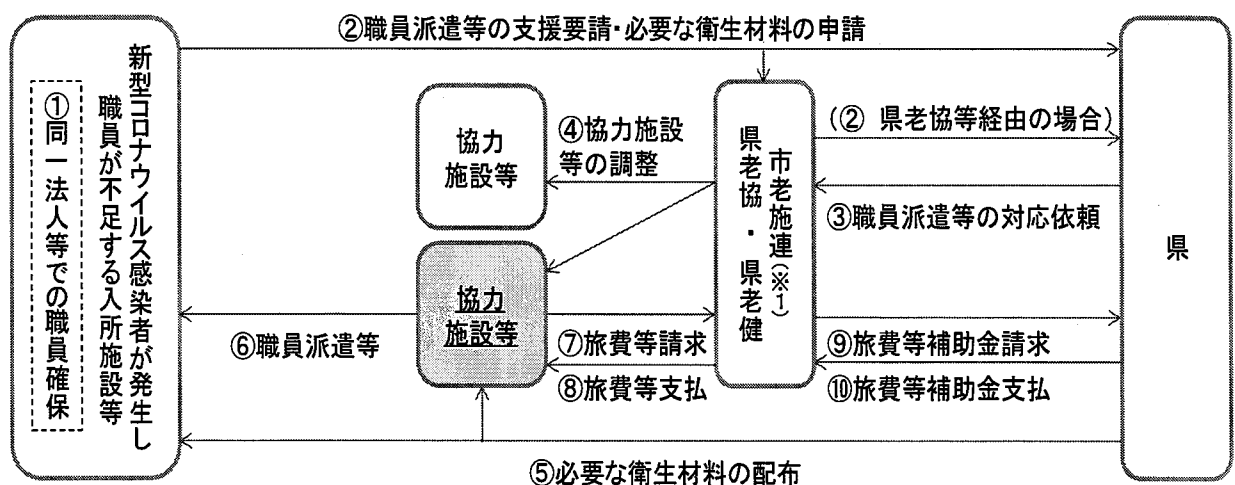 ②職員派遣等の支援要請・必要な衛生材料の申請
新型コロナウイルス感染者が発生し
職員が不足する入所施設等
①同一法人等での職員確保
協力
施設等
④協力施設
等の調整
市老施連(※1)
県老協・県老健
(② 県老協等経由の場合)
③職員派遣等の対応依頼
県
協力
施設等
⑥職員派遣等
⑦旅費等請求
⑧旅費等支払
⑨旅費等補助金請求
⑩旅費等補助金支払
⑤必要な衛生材料の配布